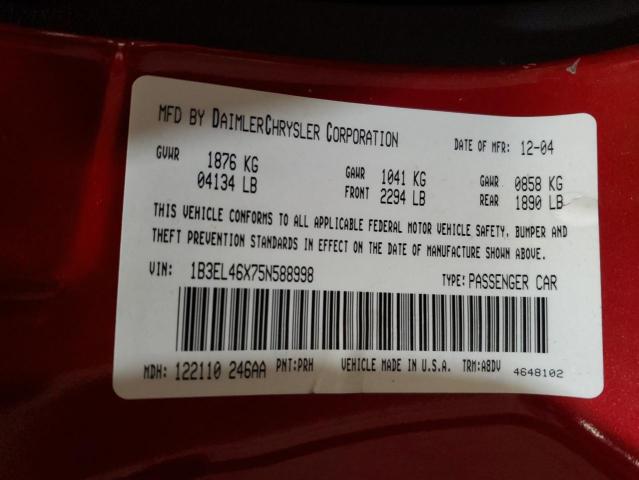 MFD BY DAIMLERCHRYSLER CORPORATION DATE OF MFR: 12-04
GVWR 1876 KG GAWR 1041 KG GAWR 0858 KG
04134 LB FRONT 2294 LB REAR 1890 LB
THIS VEHICLE CONFORMS TO ALL APPLICABLE FEDERAL MOTOR VEHICLE SAFETY, BUMPER AND
THEFT PREVENTION STANDARDS IN EFFECT ON THE DATE OF MANUFACTURE SHOWN ABOVE.
VIN: 1B3EL46X75N588998 TYPE: PASSENGER CAR
MDH: 122110 246AA PNT:PRH VEHICLE MADE IN U.S.A. TRM:A8DV 4648102